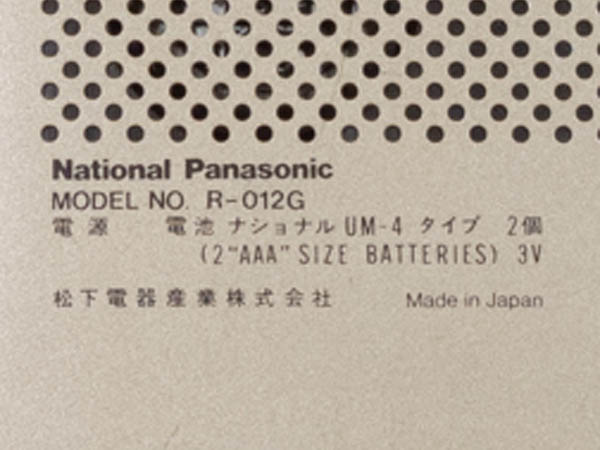 National Panasonic
MODEL NO. R-012G
電源 電池 ナショナル UM-4 タイプ 2個
(2"AAA" SIZE BATTERIES) 3V
松下電器産業株式会社 Made in Japan